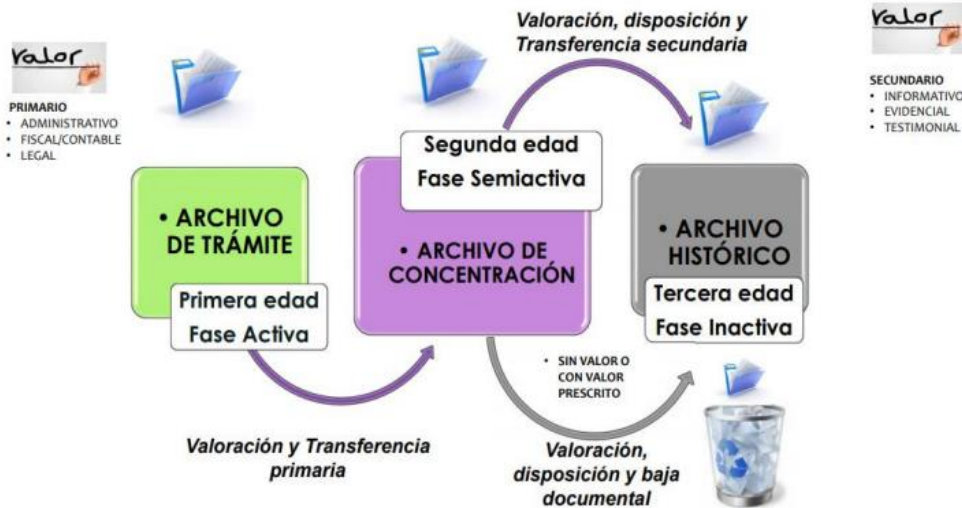 Valor
PRIMARIO
• ADMINISTRATIVO
• FISCAL/CONTABLE
• LEGAL
Valoración, disposición y
Transferencia secundaria
Valor
SECUNDARIO
• INFORMATIVO
• EVIDENCIAL
• TESTIMONIAL
• ARCHIVO
DE TRÁMITE
Primera edad
Fase Activa
Segunda edad
Fase Semiactiva
• ARCHIVO DE
CONCENTRACIÓN
• ARCHIVO
HISTÓRICO
Tercera edad
Fase Inactiva
Valoración y Transferencia
primaria
• SIN VALOR O
CON VALOR
PRESCRITO
Valoración,
disposición y baja
documental